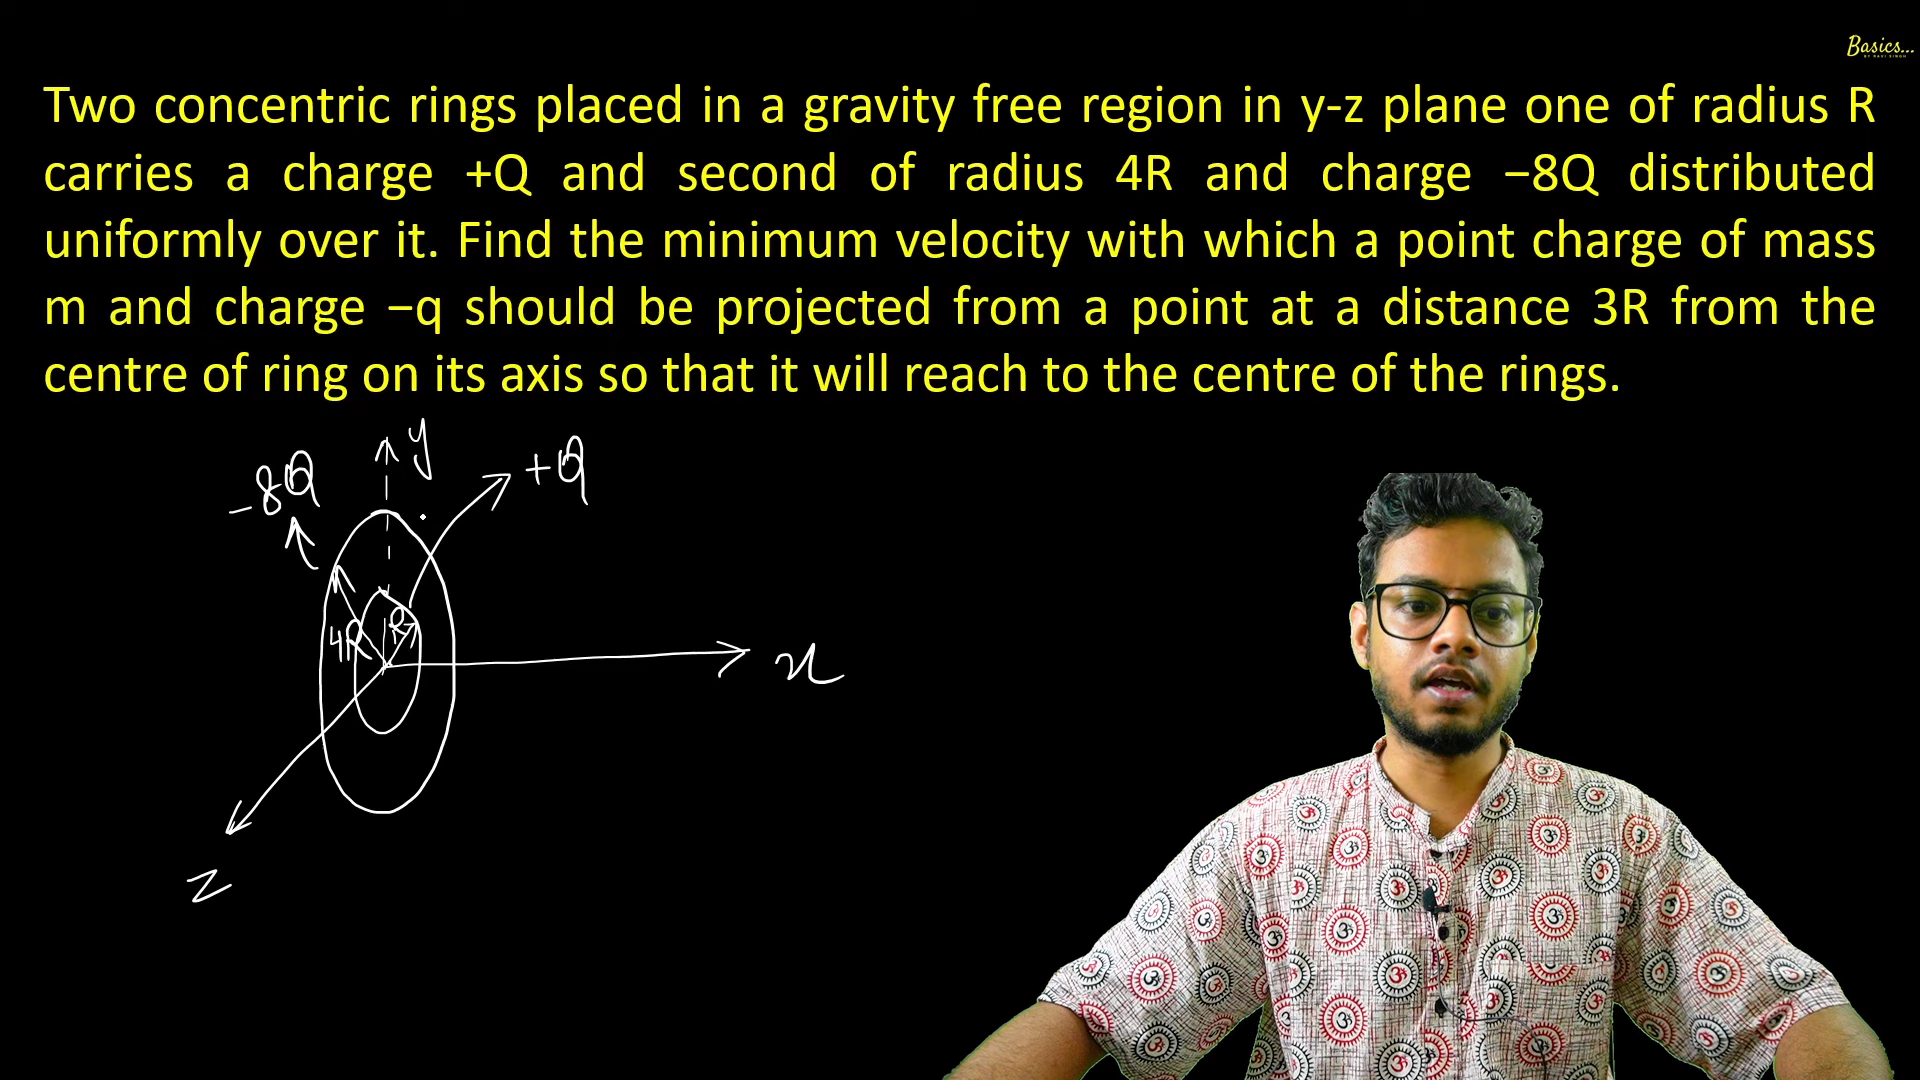 Basics...
BY RAVI SINGH
Two concentric rings placed in a gravity free region in y-z plane one of radius R
carries a charge +Q and second of radius 4R and charge −8Q distributed
uniformly over it. Find the minimum velocity with which a point charge of mass
m and charge −q should be projected from a point at a distance 3R from the
centre of ring on its axis so that it will reach to the centre of the rings.
y
+Q
-8Q
R
4R
x
z